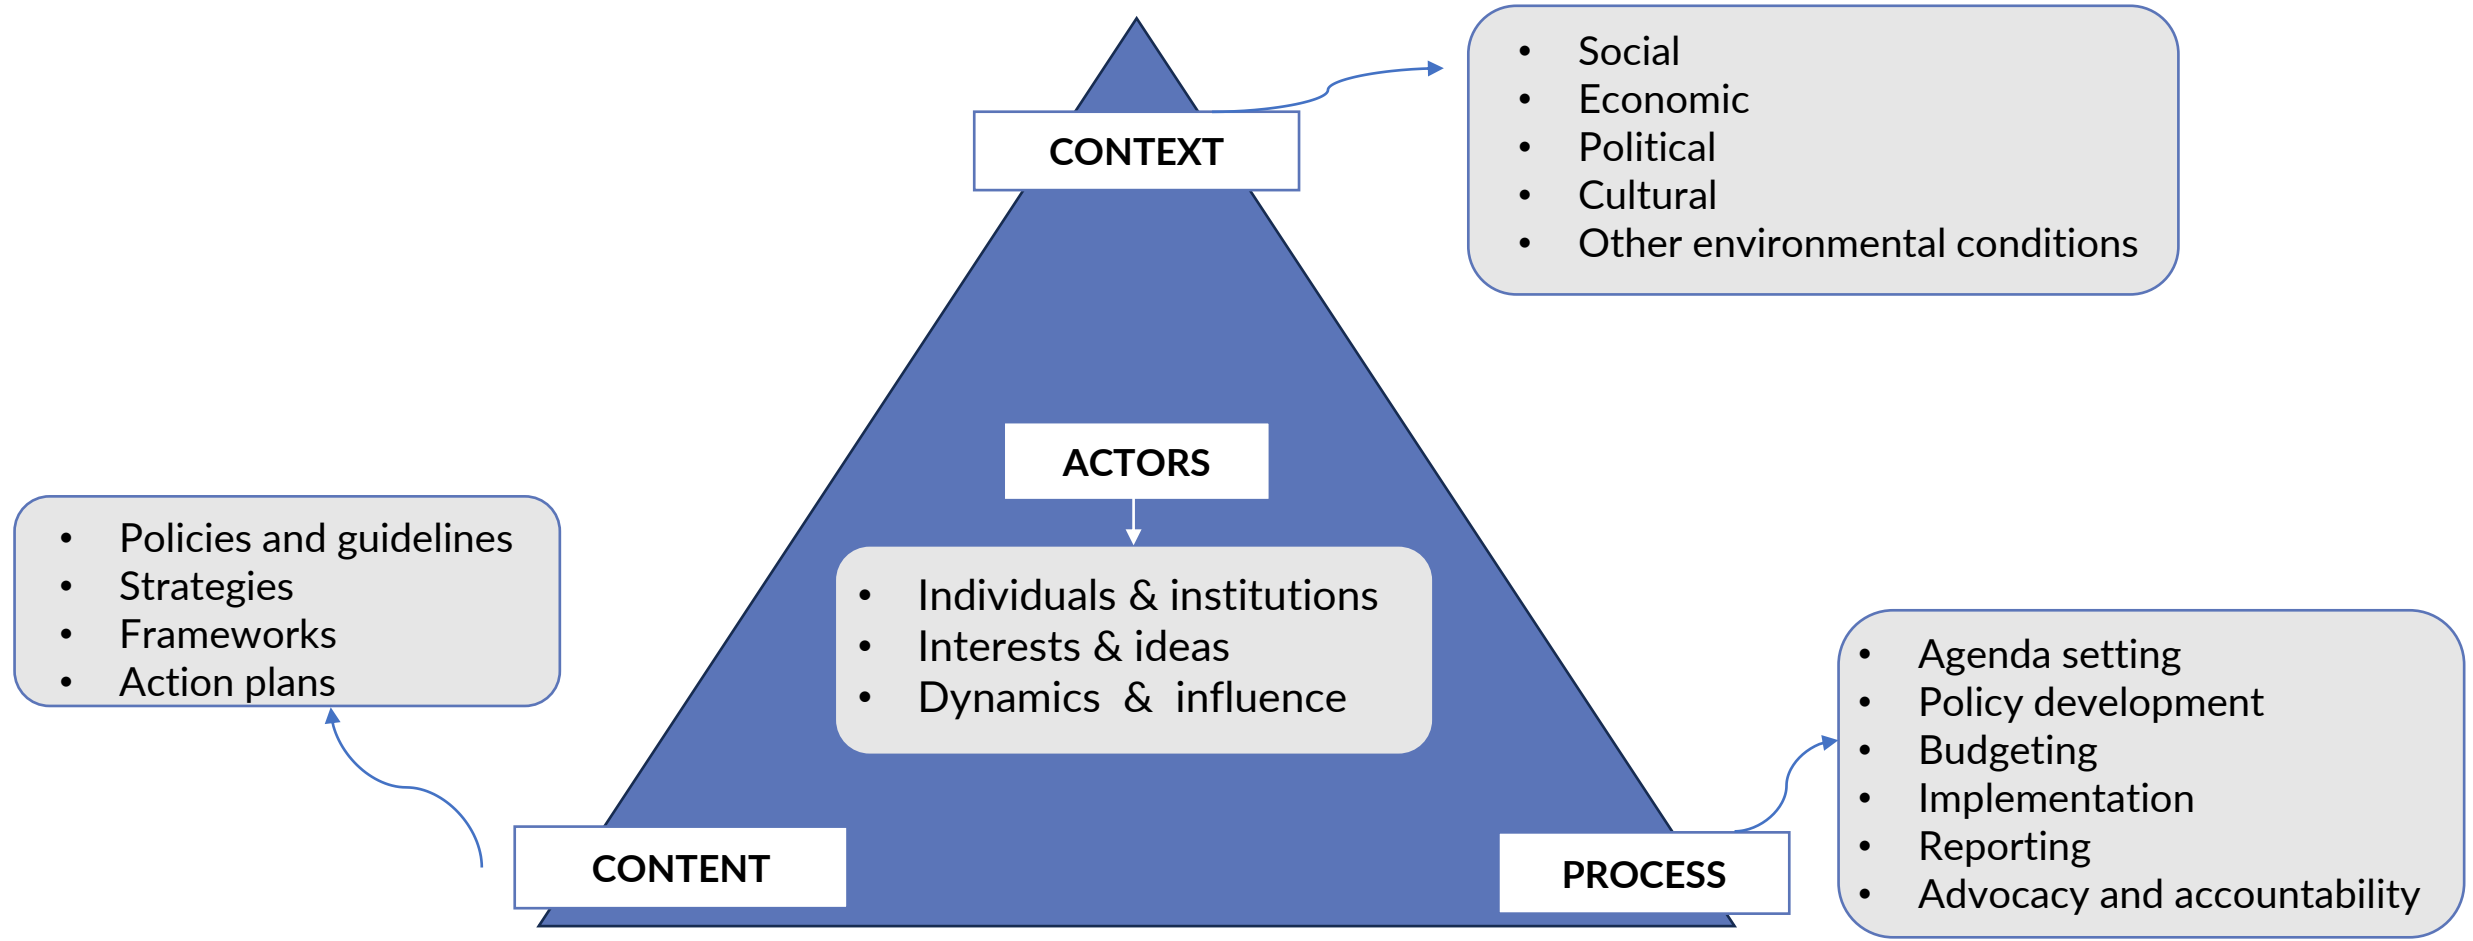 CONTEXT
• Social
• Economic
• Political
• Cultural
• Other environmental conditions
ACTORS
• Individuals & institutions
• Interests & ideas
• Dynamics & influence
• Policies and guidelines
• Strategies
• Frameworks
• Action plans
CONTENT
PROCESS
• Agenda setting
• Policy development
• Budgeting
• Implementation
• Reporting
• Advocacy and accountability